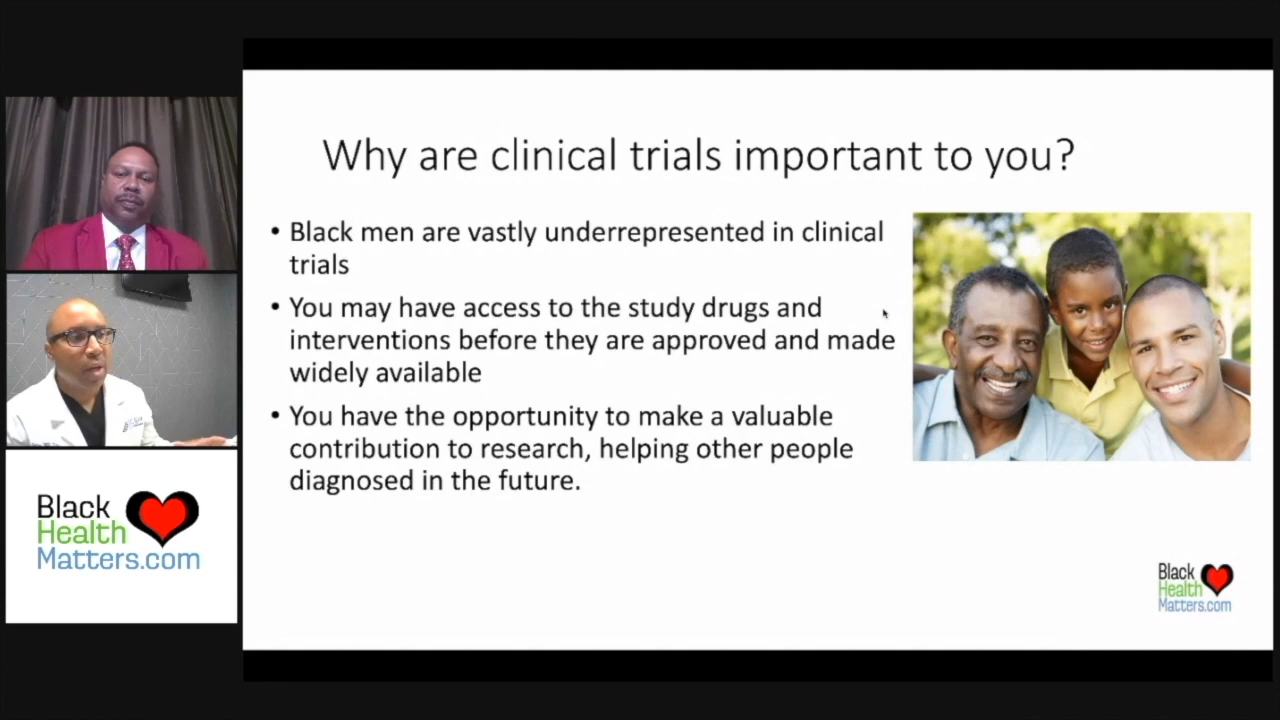 Why are clinical trials important to you?
• Black men are vastly underrepresented in clinical
trials
• You may have access to the study drugs and
interventions before they are approved and made
widely available
• You have the opportunity to make a valuable
contribution to research, helping other people
diagnosed in the future.
Black
Health
Matters.com
Black
Health
Matters.com